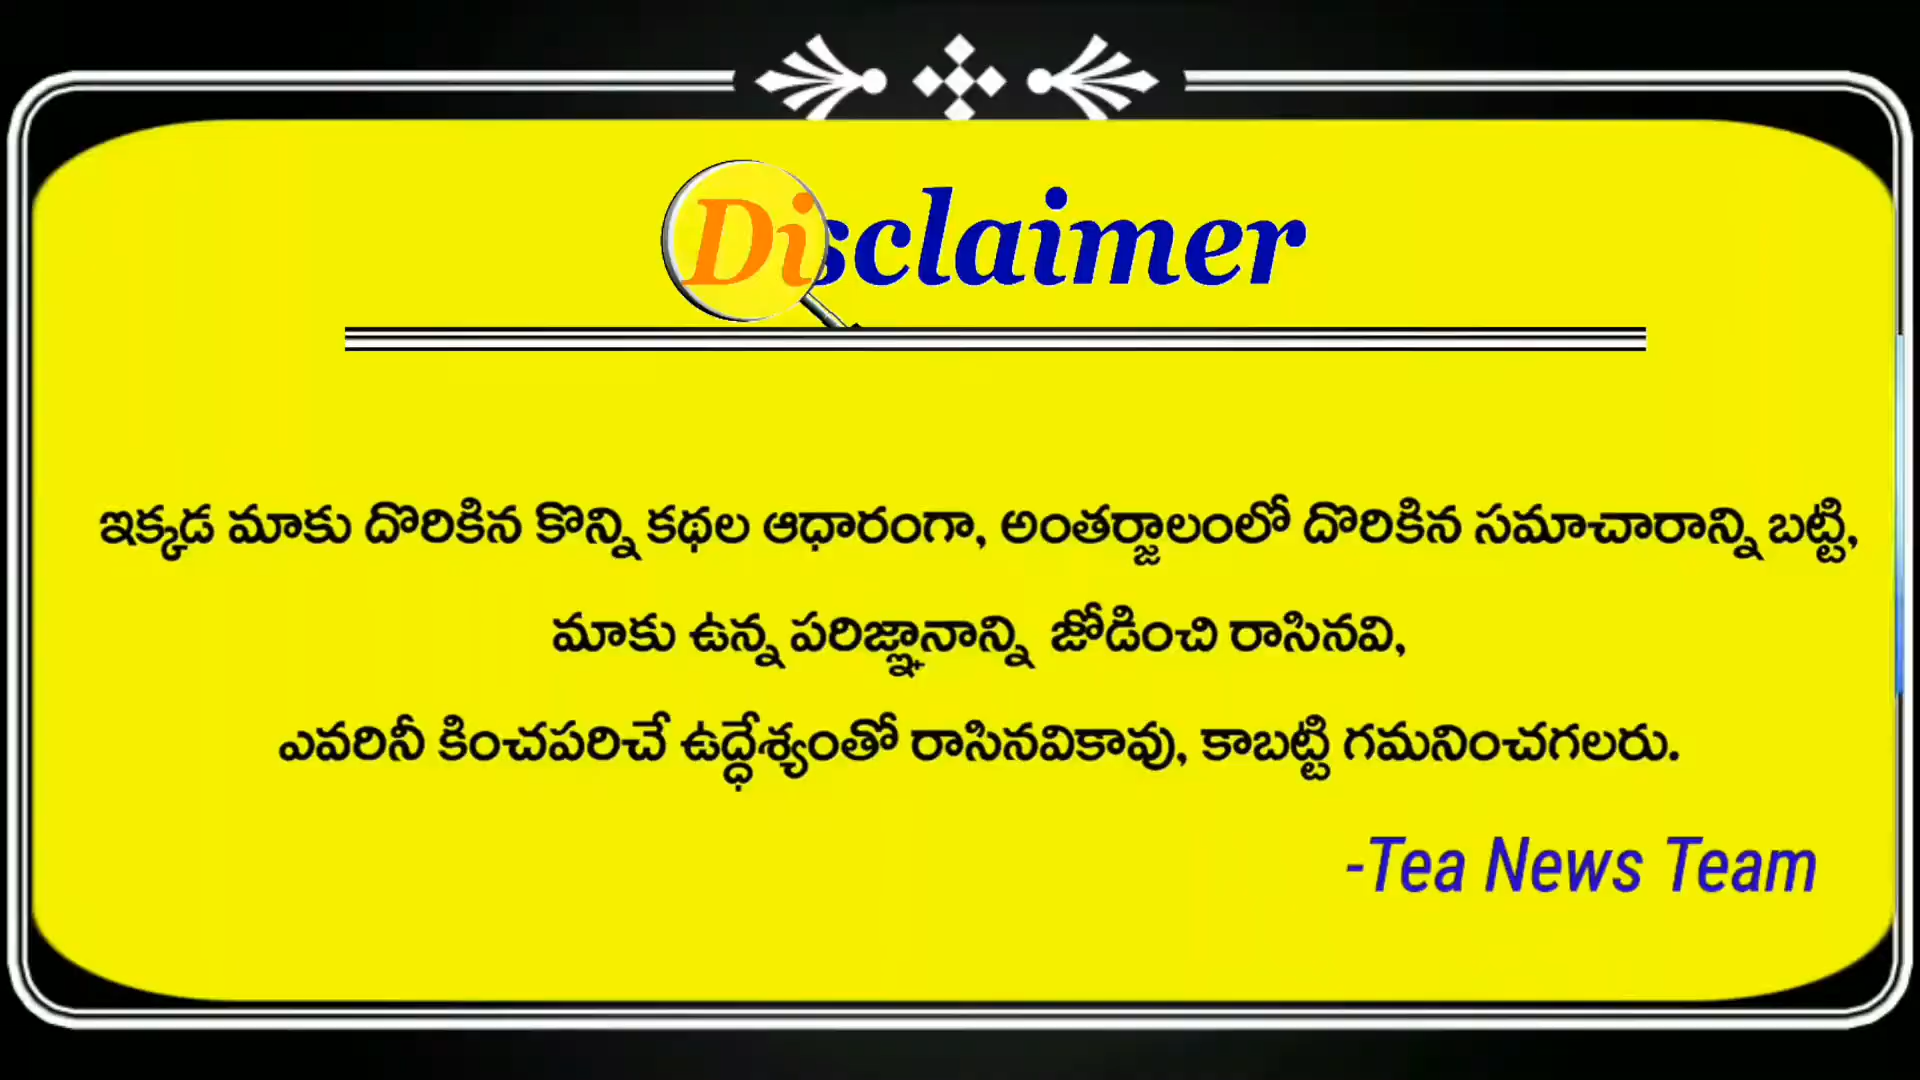 Disclaimer
ఇక్కడ మాకు దొరికిన కొన్ని కథల ఆధారంగా, అంతర్జాలంలో దొరికిన సమాచారాన్ని బట్టి,
మాకు ఉన్న పరిజ్ఞానాన్ని జోడించి రాసినవి,
ఎవరినీ కించపరిచే ఉద్ధేశ్యంతో రాసినవికావు, కాబట్టి గమనించగలరు.
-Tea News Team